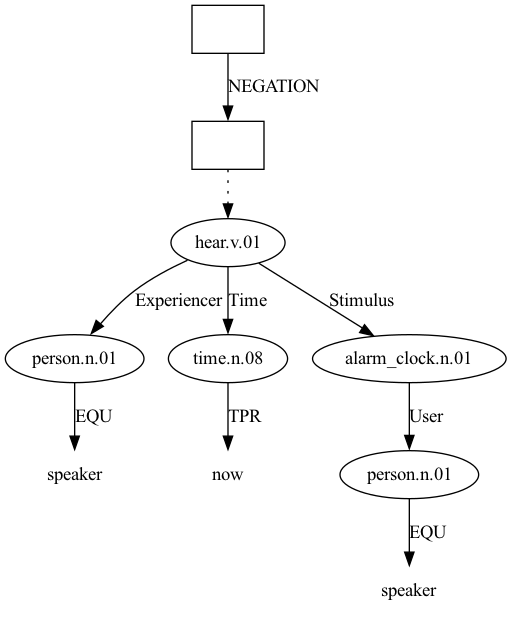 NEGATION
hear.v.01
Experiencer Time Stimulus
person.n.01 time.n.08 alarm_clock.n.01
EQU TPR User
speaker now person.n.01
EQU
speaker